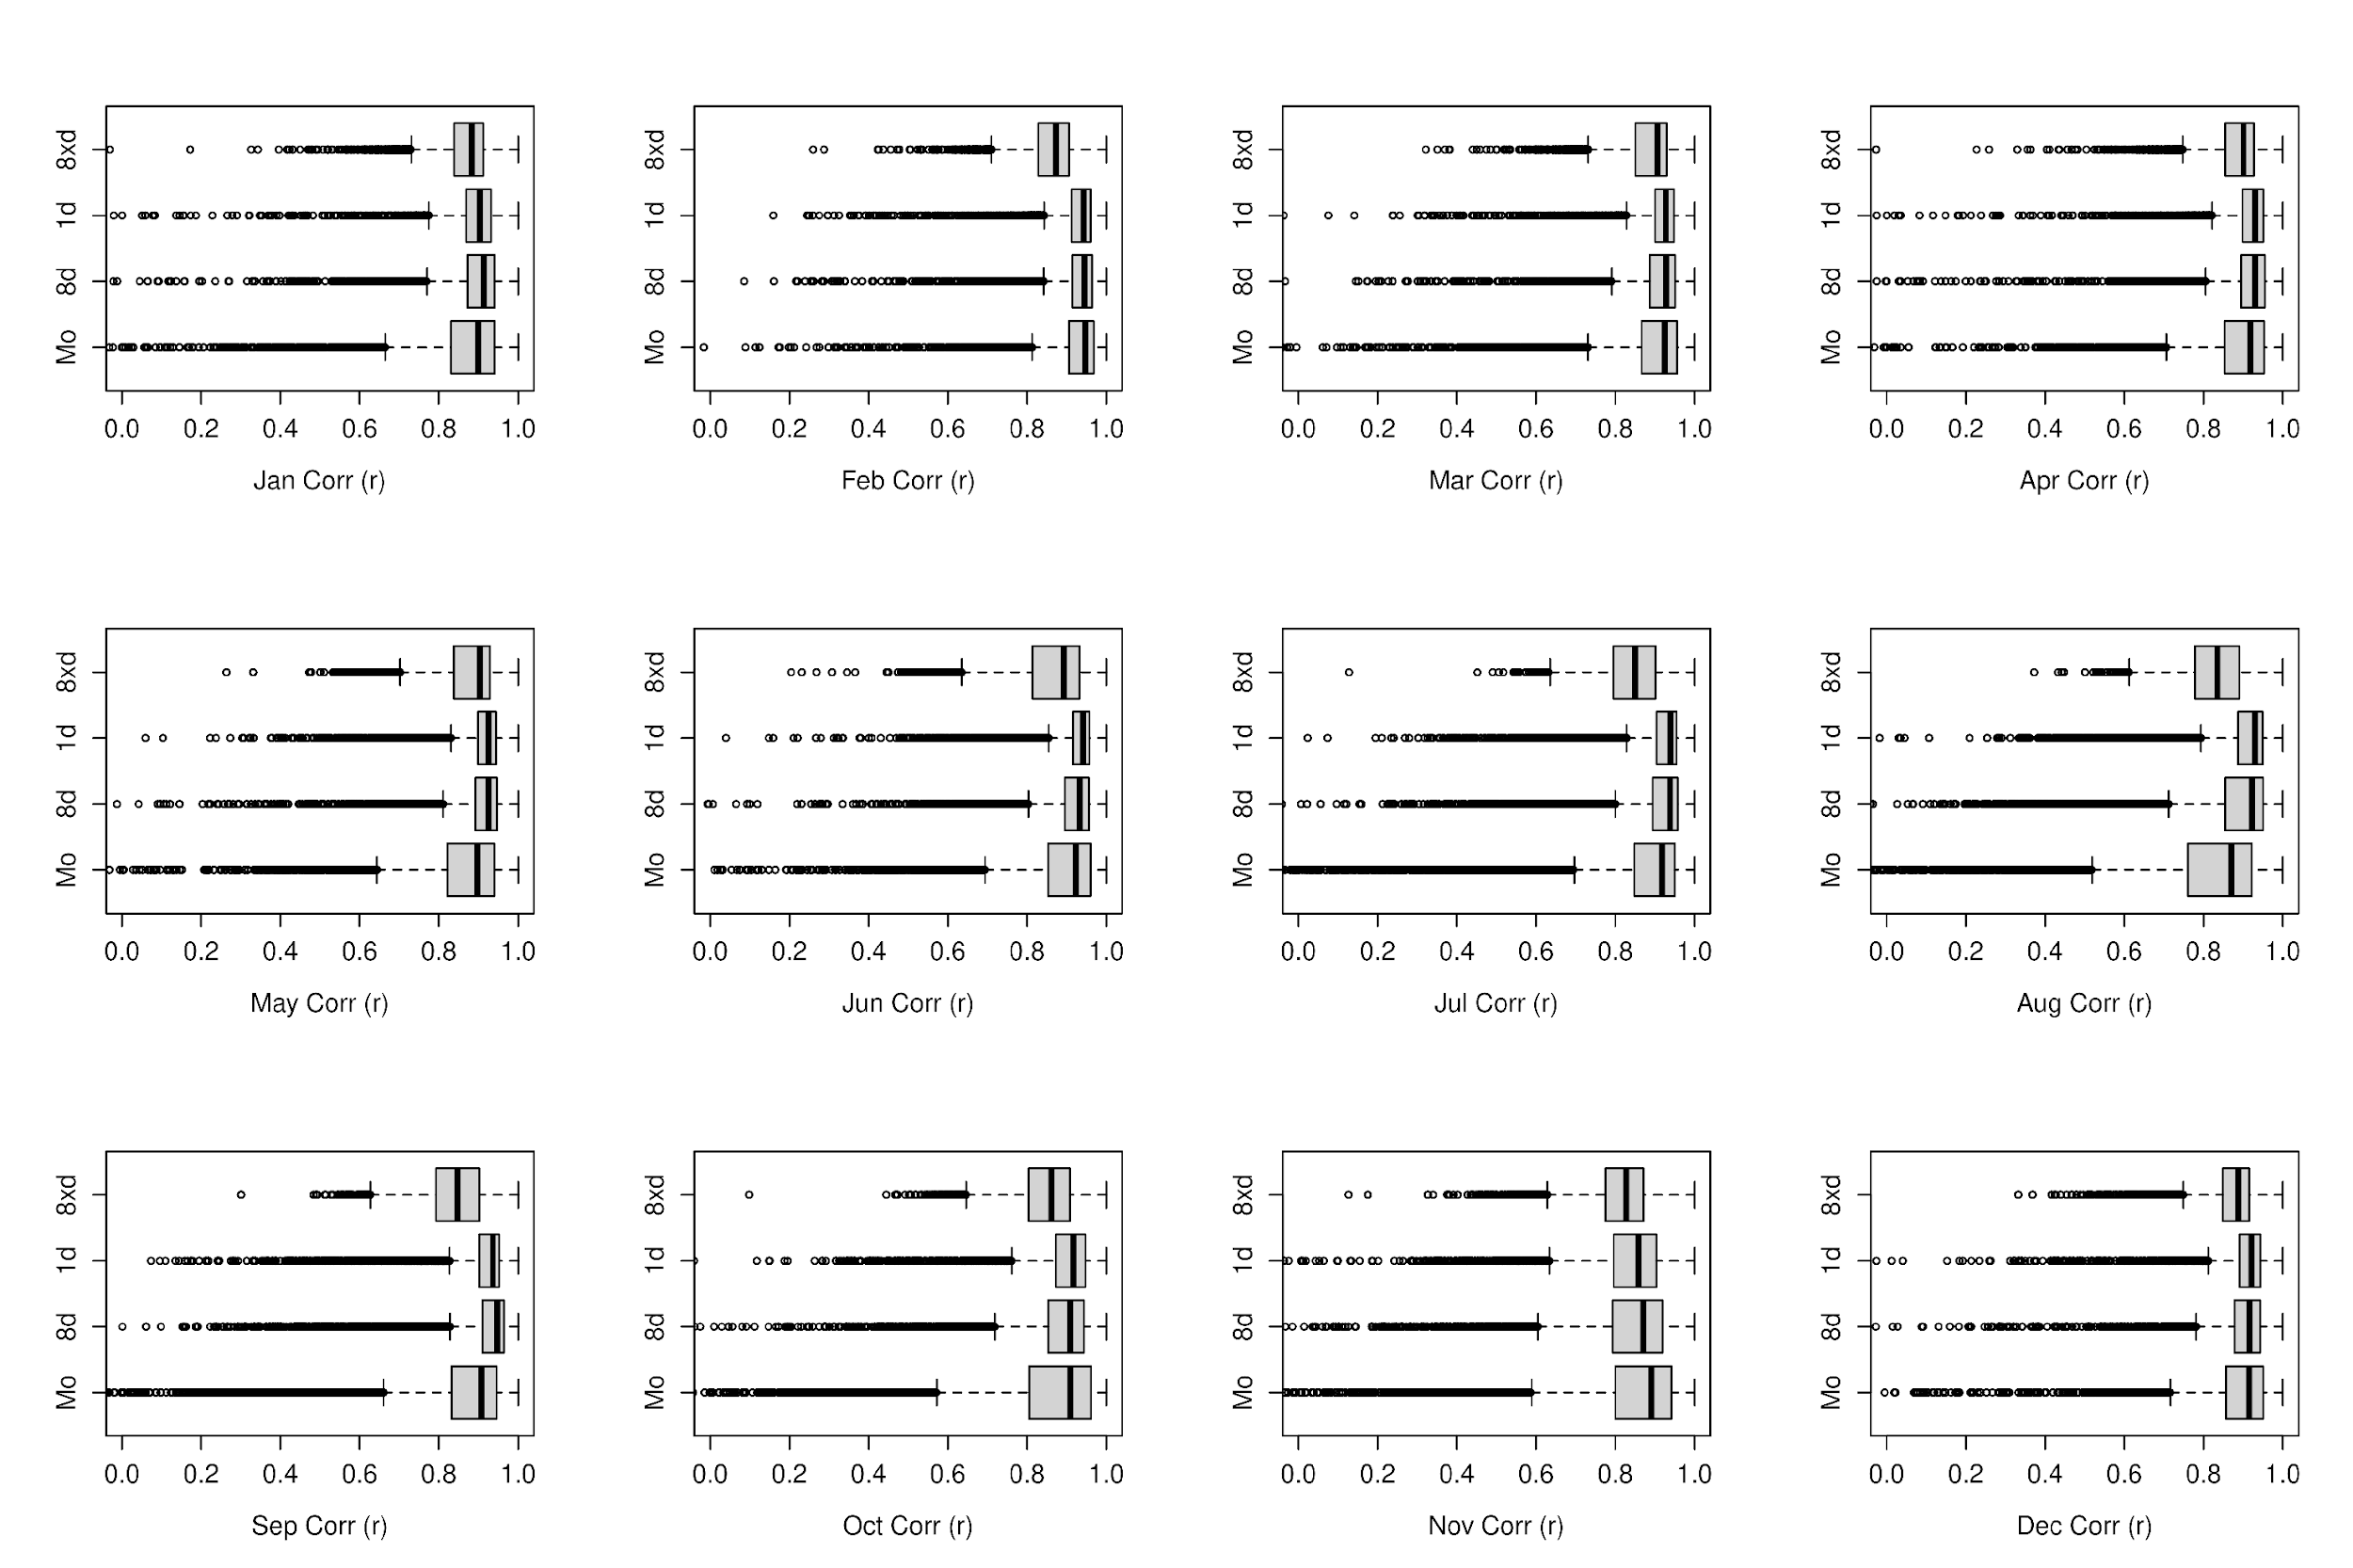 8xd
1d
8d
Mo
0.0 0.2 0.4 0.6 0.8 1.0
Jan Corr (r)
8xd
1d
8d
Mo
0.0 0.2 0.4 0.6 0.8 1.0
Feb Corr (r)
8xd
1d
8d
Mo
0.0 0.2 0.4 0.6 0.8 1.0
Mar Corr (r)
8xd
1d
8d
Mo
0.0 0.2 0.4 0.6 0.8 1.0
Apr Corr (r)
8xd
1d
8d
Mo
0.0 0.2 0.4 0.6 0.8 1.0
May Corr (r)
8xd
1d
8d
Mo
0.0 0.2 0.4 0.6 0.8 1.0
Jun Corr (r)
8xd
1d
8d
Mo
0.0 0.2 0.4 0.6 0.8 1.0
Jul Corr (r)
8xd
1d
8d
Mo
0.0 0.2 0.4 0.6 0.8 1.0
Aug Corr (r)
8xd
1d
8d
Mo
0.0 0.2 0.4 0.6 0.8 1.0
Sep Corr (r)
8xd
1d
8d
Mo
0.0 0.2 0.4 0.6 0.8 1.0
Oct Corr (r)
8xd
1d
8d
Mo
0.0 0.2 0.4 0.6 0.8 1.0
Nov Corr (r)
8xd
1d
8d
Mo
0.0 0.2 0.4 0.6 0.8 1.0
Dec Corr (r)